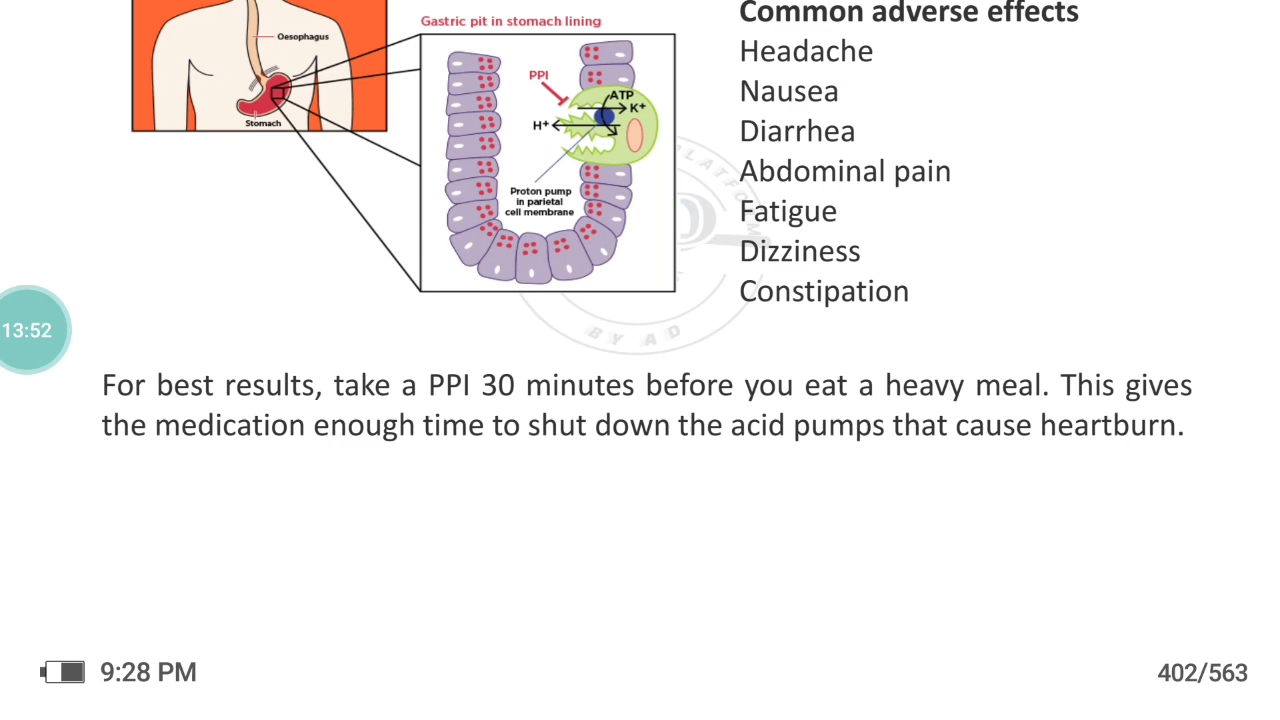 Gastric pit in stomach lining
Oesophagus
Stomach
PPI
ATP
K+
H+
Proton pump
in parietal
cell membrane
Common adverse effects
Headache
Nausea
Diarrhea
Abdominal pain
Fatigue
Dizziness
Constipation
PLATFORM
BY AD
13:52
For best results, take a PPI 30 minutes before you eat a heavy meal. This gives
the medication enough time to shut down the acid pumps that cause heartburn.
9:28 PM
402/563